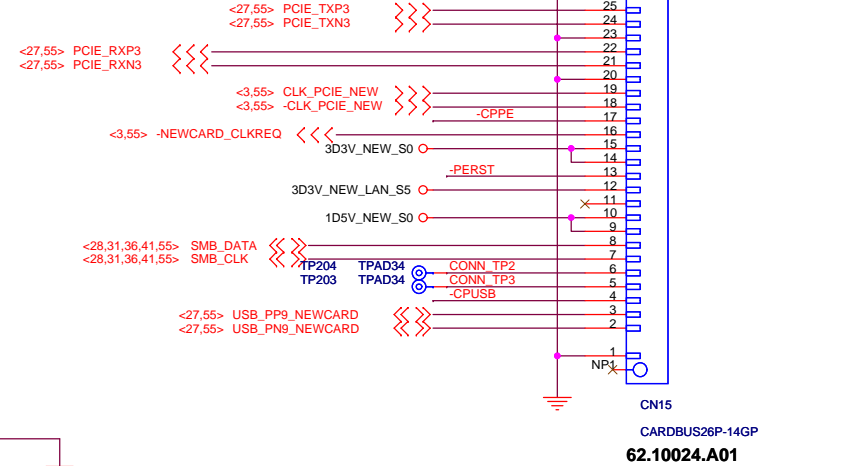 <27,55> PCIE_TXP3 25
<27,55> PCIE_TXN3 24
23
<27,55> PCIE_RXP3 22
<27,55> PCIE_RXN3 21
20
<3,55> CLK_PCIE_NEW 19
<3,55> -CLK_PCIE_NEW 18
-CPPE 17
<3,55> -NEWCARD_CLKREQ 16
3D3V_NEW_S0 15
14
-PERST 13
3D3V_NEW_LAN_S5 12
11
1D5V_NEW_S0 10
9
<28,31,36,41,55> SMB_DATA 8
<28,31,36,41,55> SMB_CLK 7
TP204 TPAD34 CONN_TP2 6
TP203 TPAD34 CONN_TP3 5
-CPUSB 4
<27,55> USB_PP9_NEWCARD 3
<27,55> USB_PN9_NEWCARD 2
1
NP1
CN15
CARDBUS26P-14GP
62.10024.A01